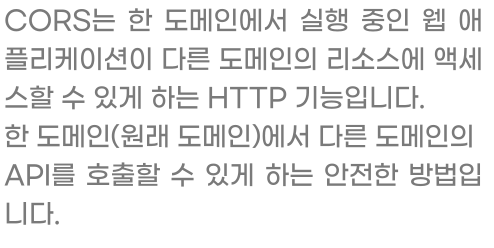 CORS는 한 도메인에서 실행 중인 웹 애
플리케이션이 다른 도메인의 리소스에 액세
스할 수 있게 하는 HTTP 기능입니다.
한 도메인(원래 도메인)에서 다른 도메인의
API를 호출할 수 있게 하는 안전한 방법입
니다.